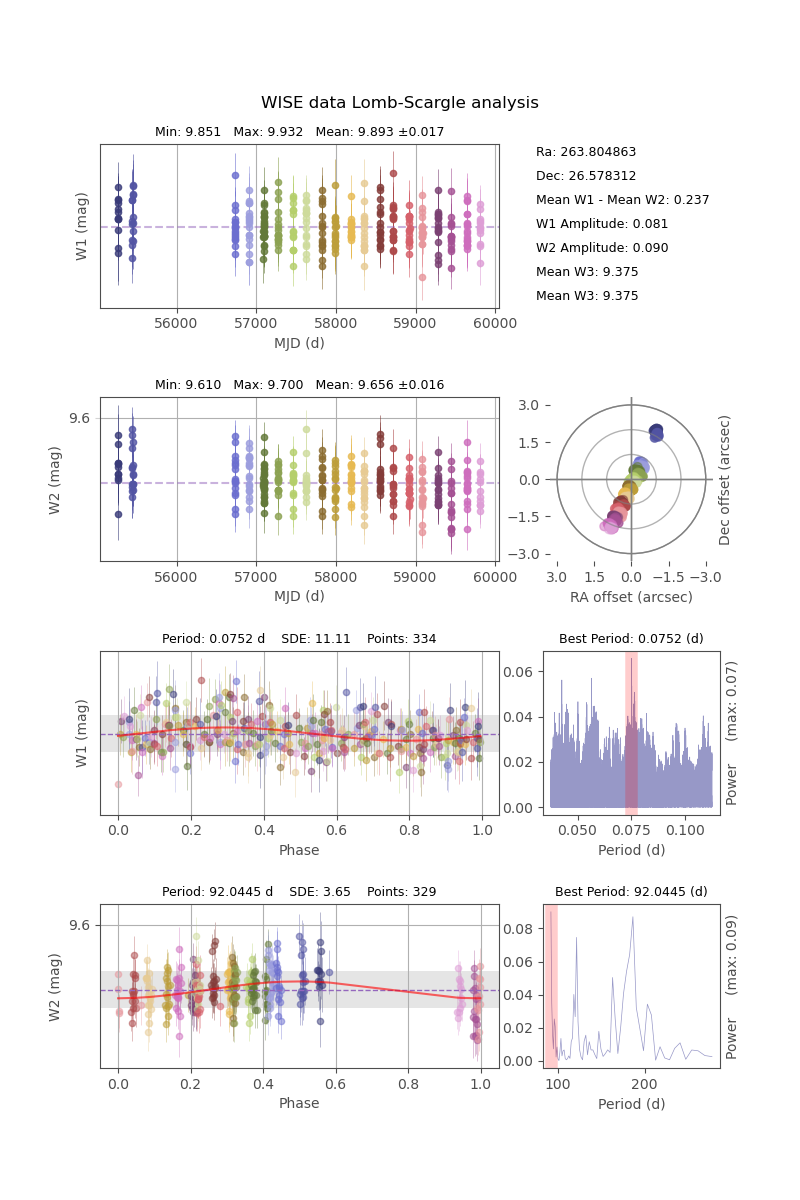 WISE data Lomb-Scargle analysis
Min: 9.851 Max: 9.932 Mean: 9.893 ±0.017
W1 (mag)
56000 57000 58000 59000 60000
MJD (d)
Ra: 263.804863
Dec: 26.578312
Mean W1 - Mean W2: 0.237
W1 Amplitude: 0.081
W2 Amplitude: 0.090
Mean W3: 9.375
Mean W3: 9.375
Min: 9.610 Max: 9.700 Mean: 9.656 ±0.016
9.6
W2 (mag)
56000 57000 58000 59000 60000
MJD (d)
3.0
1.5
0.0
−1.5
−3.0
3.0 1.5 0.0 −1.5 −3.0
RA offset (arcsec)
Dec offset (arcsec)
Period: 0.0752 d SDE: 11.11 Points: 334
W1 (mag)
0.0 0.2 0.4 0.6 0.8 1.0
Phase
Best Period: 0.0752 (d)
0.06
0.04
0.02
0.00
0.050 0.075 0.100
Period (d)
Power (max: 0.07)
Period: 92.0445 d SDE: 3.65 Points: 329
9.6
W2 (mag)
0.0 0.2 0.4 0.6 0.8 1.0
Phase
Best Period: 92.0445 (d)
0.08
0.06
0.04
0.02
0.00
100 200
Period (d)
Power (max: 0.09)